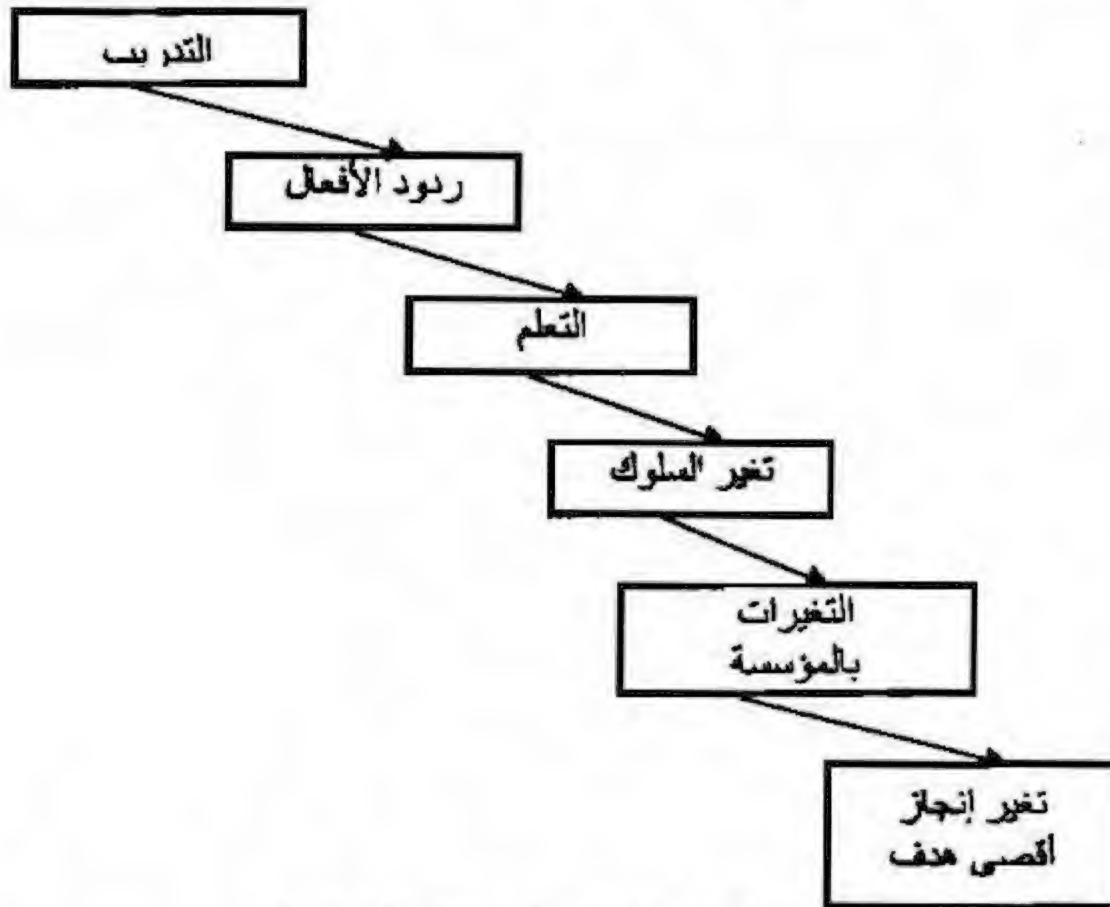 التدريب
ردود الأفعال
التعلم
تغير السلوك
التغيرات
بالمؤسسة
تغير إنجاز
أقصى هدف